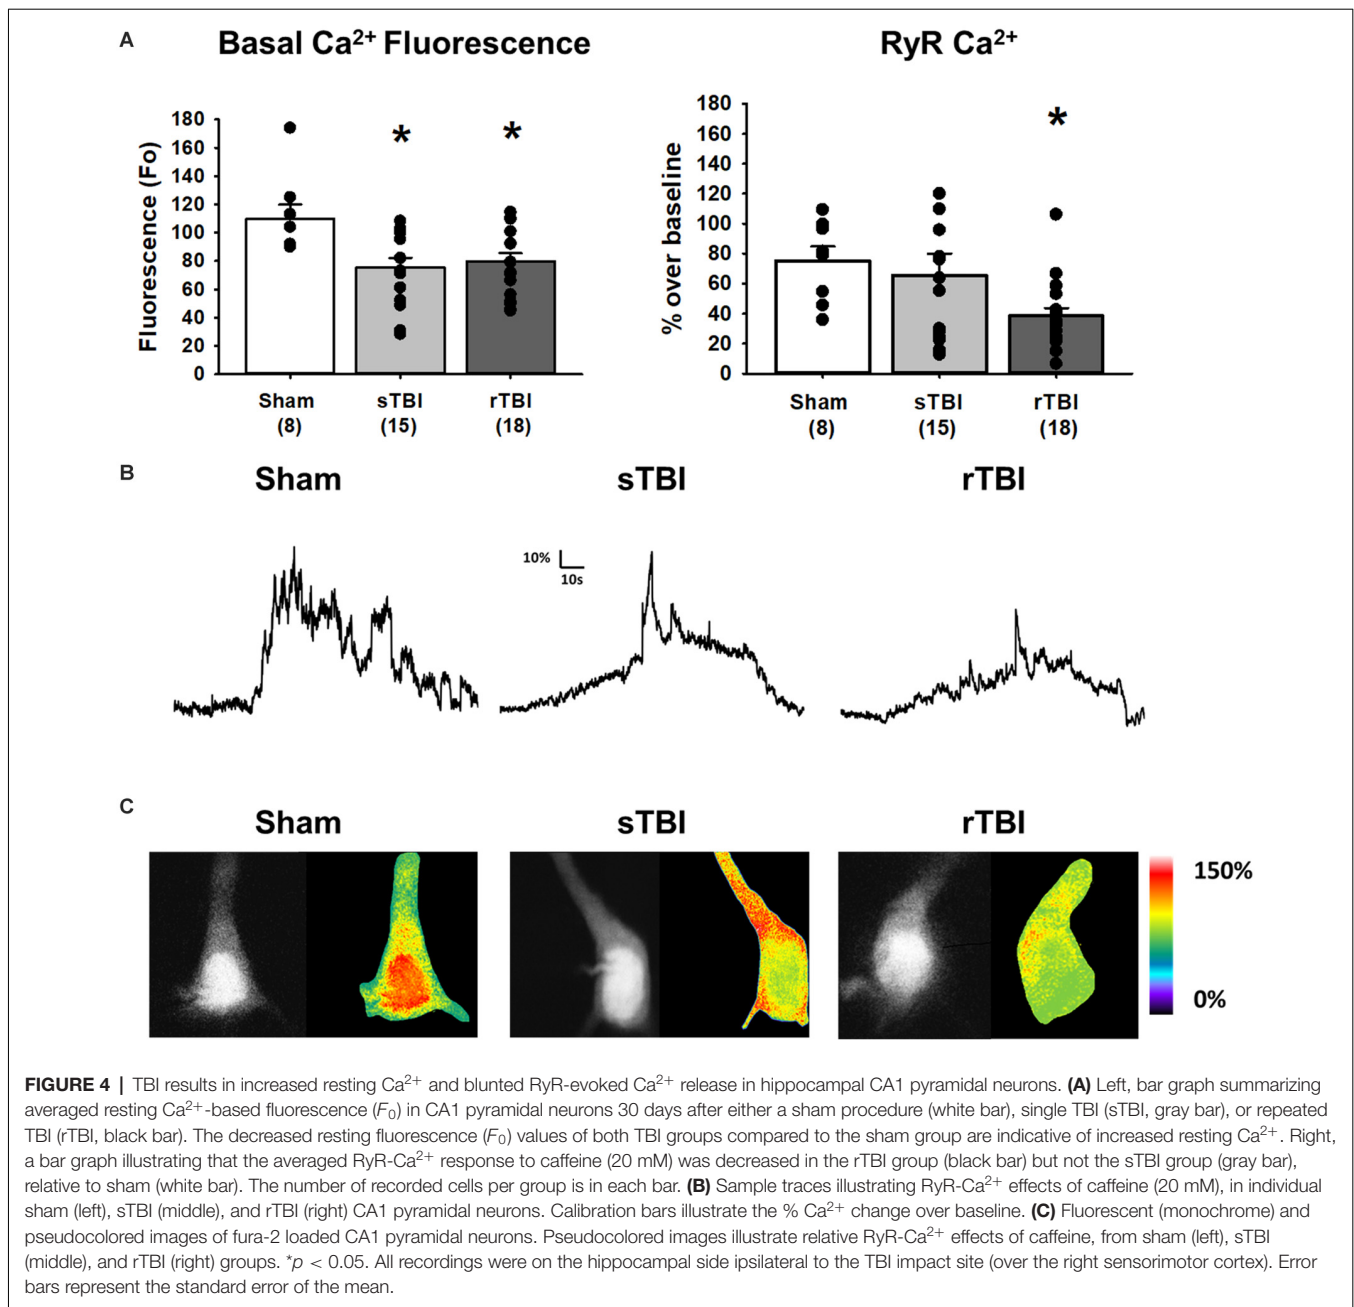 A
Basal Ca²⁺ Fluorescence
Fluorescence (Fo)
180
160
140
120
100
80
60
40
20
0
*
*
Sham
(8)
sTBI
(15)
rTBI
(18)
RyR Ca²⁺
% over baseline
180
160
140
120
100
80
60
40
20
0
*
Sham
(8)
sTBI
(15)
rTBI
(18)
B
Sham
sTBI
rTBI
10%
10s
C
Sham
sTBI
rTBI
150%
0%
FIGURE 4 | TBI results in increased resting Ca²⁺ and blunted RyR-evoked Ca²⁺ release in hippocampal CA1 pyramidal neurons. (A) Left, bar graph summarizing
averaged resting Ca²⁺-based fluorescence (F₀) in CA1 pyramidal neurons 30 days after either a sham procedure (white bar), single TBI (sTBI, gray bar), or repeated
TBI (rTBI, black bar). The decreased resting fluorescence (F₀) values of both TBI groups compared to the sham group are indicative of increased resting Ca²⁺. Right,
a bar graph illustrating that the averaged RyR-Ca²⁺ response to caffeine (20 mM) was decreased in the rTBI group (black bar) but not the sTBI group (gray bar),
relative to sham (white bar). The number of recorded cells per group is in each bar. (B) Sample traces illustrating RyR-Ca²⁺ effects of caffeine (20 mM), in individual
sham (left), sTBI (middle), and rTBI (right) CA1 pyramidal neurons. Calibration bars illustrate the % Ca²⁺ change over baseline. (C) Fluorescent (monochrome) and
pseudocolored images of fura-2 loaded CA1 pyramidal neurons. Pseudocolored images illustrate relative RyR-Ca²⁺ effects of caffeine, from sham (left), sTBI
(middle), and rTBI (right) groups. *p < 0.05. All recordings were on the hippocampal side ipsilateral to the TBI impact site (over the right sensorimotor cortex). Error
bars represent the standard error of the mean.